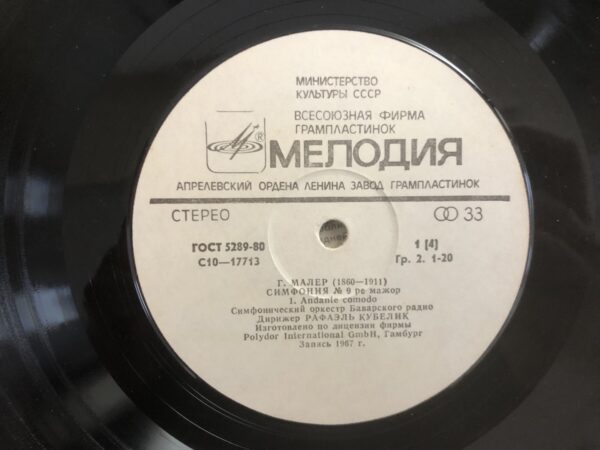 МИНИСТЕРСТВО
КУЛЬТУРЫ СССР
ВСЕСОЮЗНАЯ ФИРМА
ГРАМПЛАСТИНОК
® МЕЛОДИЯ
АПРЕЛЕВСКИЙ ОРДЕНА ЛЕНИНА ЗАВОД ГРАМПЛАСТИНОК
СТЕРЕО 33
ГОСТ 5289-80 1 [4]
С10—17713 Гр. 2. 1-20
Г. МАЛЕР (1860—1911)
СИМФОНИЯ № 9 ре мажор
1. Andante comodo
Симфонический оркестр Баварского радио
Дирижер РАФАЭЛЬ КУБЕЛИК
Изготовлено по лицензии фирмы
Polydor International GmbH, Гамбург
Запись 1967 г.